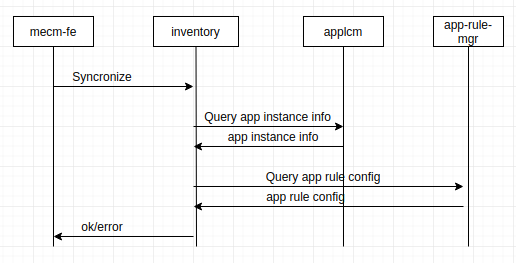 mecm-fe
inventory
applcm
app-rule-
mgr
Syncronize
Query app instance info
app instance info
Query app rule config
app rule config
ok/error